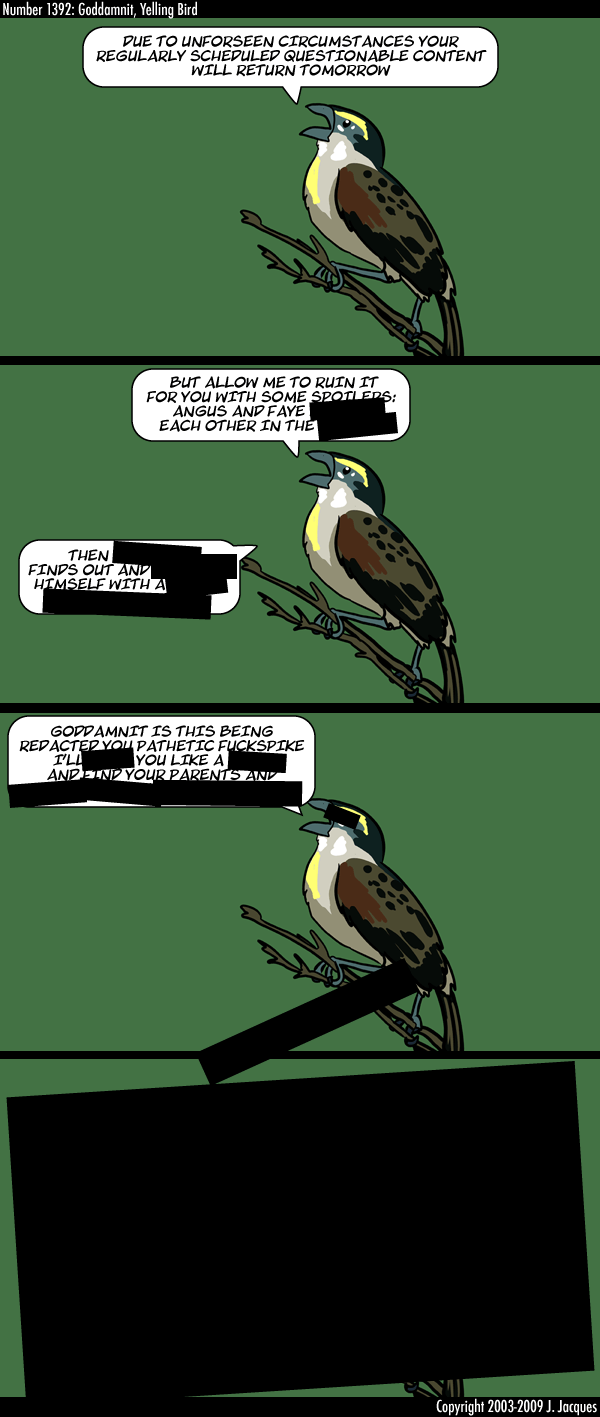 Number 1392: Goddamnit, Yelling Bird
DUE TO UNFORSEEN CIRCUMSTANCES YOUR
REGULARLY SCHEDULED QUESTIONABLE CONTENT
WILL RETURN TOMORROW
BUT ALLOW ME TO RUIN IT
FOR YOU WITH SOME SPOILERS:
ANGUS AND FAYE
EACH OTHER IN THE
THEN
FINDS OUT AND
HIMSELF WITH A
GODDAMNIT IS THIS BEING
REDACTED YOU PATHETIC FUCKSPIKE
I'LL YOU LIKE A
AND FIND YOUR PARENTS AND
Copyright 2003-2009 J. Jacques